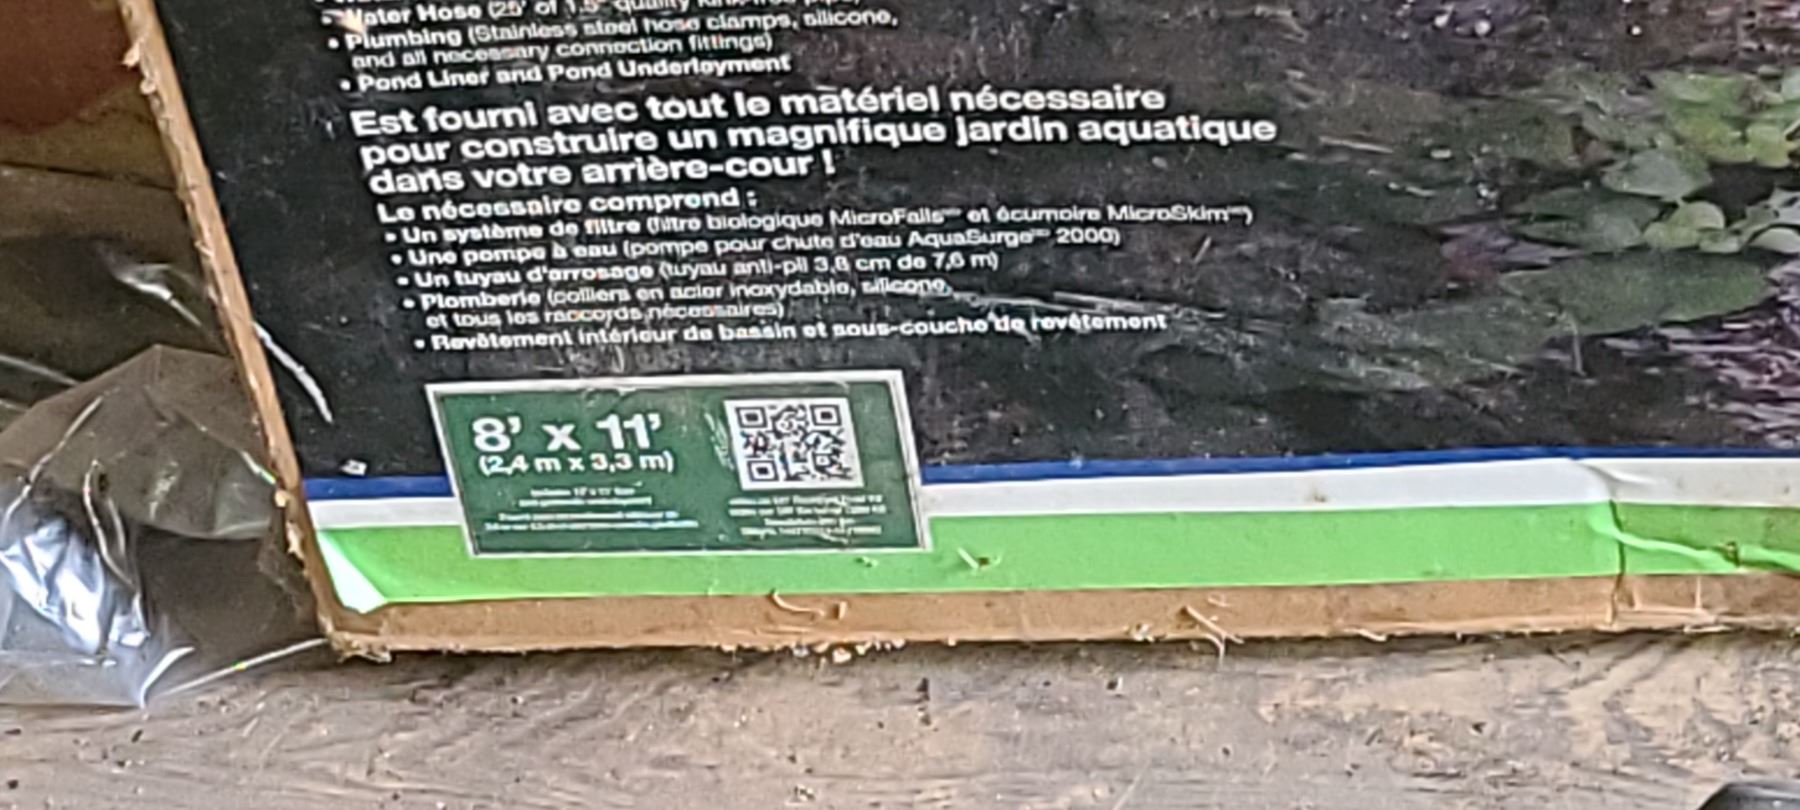 • Water Hose (25' of 1.5" quality
• Plumbing (Stainless steel hose clamps, silicone,
and all necessary connection fittings)
• Pond Liner and Pond Underlayment
Est fourni avec tout le matériel nécessaire
pour construire un magnifique jardin aquatique
dans votre arrière-cour !
Le nécessaire comprend :
• Un système de filtre (filtre biologique MicroFalls™ et écumoire MicroSkim™)
• Une pompe à eau (pompe pour chute d'eau AquaSurge™ 2000)
• Un tuyau d'arrosage (tuyau anti-pli 3,8 cm de 7,6 m)
• Plomberie (colliers en acier inoxydable, silicone,
et tous les raccords nécessaires)
• Revêtement intérieur de bassin et sous-couche de revêtement
8' x 11'
(2,4 m x 3,3 m)